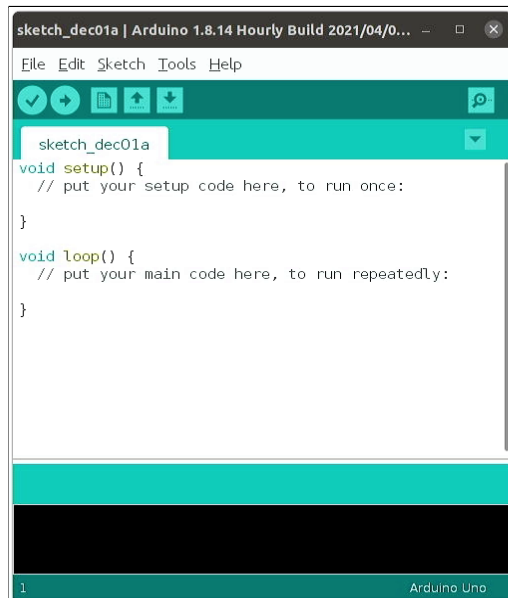 sketch_dec01a | Arduino 1.8.14 Hourly Build 2021/04/0...
File Edit Sketch Tools Help
sketch_dec01a
void setup() {
  // put your setup code here, to run once:
}
void loop() {
  // put your main code here, to run repeatedly:
}
1 Arduino Uno